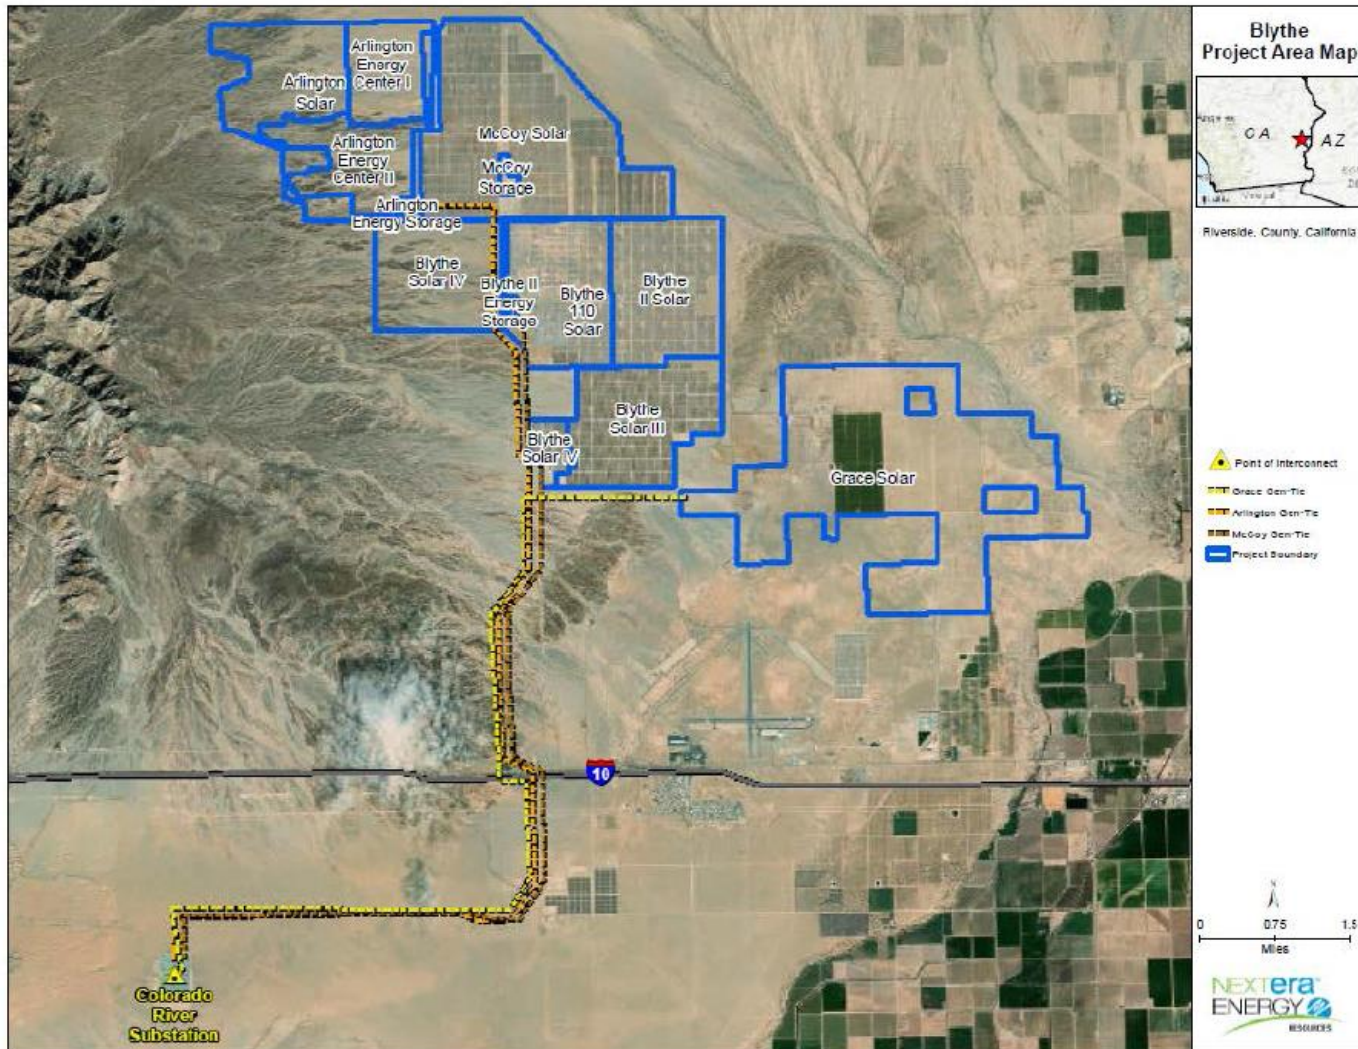 Blythe
Project Area Map
CA
AZ
Riverside, County, California
Arlington
Energy
Center I
Arlington
Solar
McCoy Solar
Arlington
Energy
Center II
McCoy
Storage
Arlington
Energy Storage
Blythe
Solar IV
Blythe II
Energy
Storage
Blythe
110
Solar
Blythe
II Solar
Blythe
Solar III
Blythe
Solar IV
Grace Solar
Point of Interconnect
Grace Gen-Tie
Arlington Gen-Tie
McCoy Gen-Tie
Project Boundary
10
Colorado
River
Substation
N
0 0.75 1.5
Miles
NEXTera
ENERGY
RESOURCES